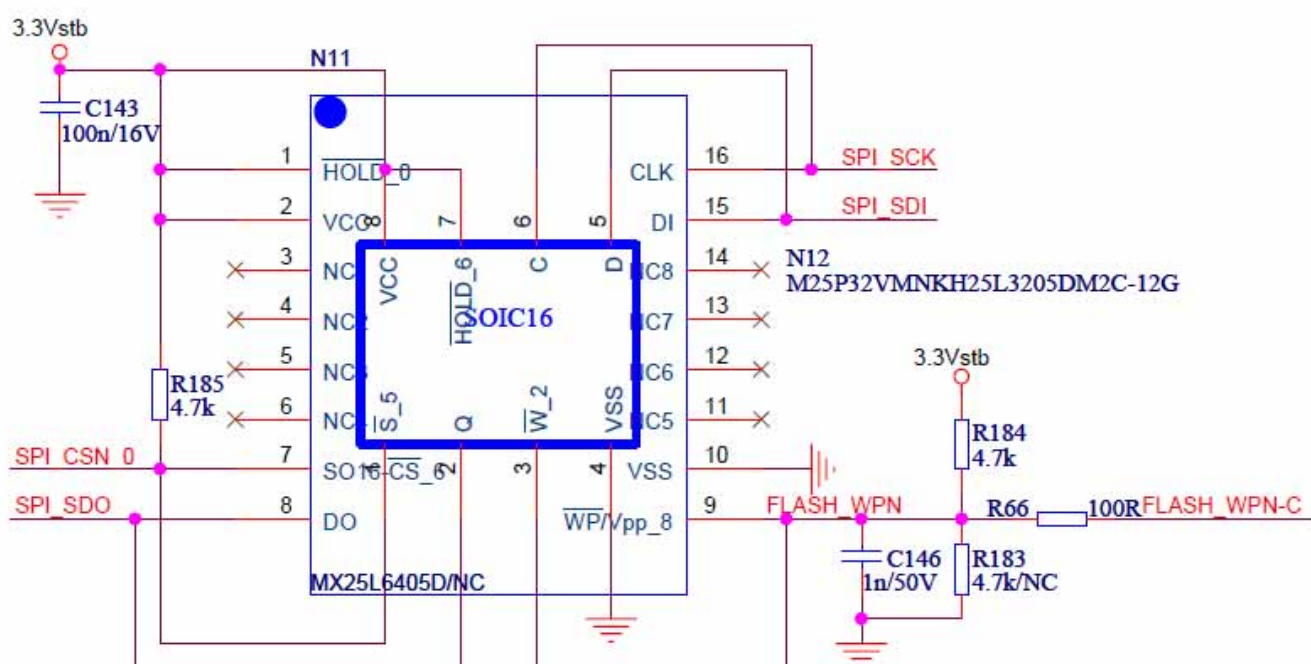 3.3Vstb
N11
C143
100n/16V
1
HOLD_0
CLK
16
SPI_SCK
2
VCC
DI
15
SPI_SDI
8
7
6
5
3
NC
VCC
HOLD_6
C
D
NC8
14
N12
M25P32VMNKH25L3205DM2C-12G
4
NC2
SOIC16
NC7
13
5
NC3
NC6
12
3.3Vstb
R185
4.7k
6
NC
S_5
Q
W_2
VSS
NC5
11
R184
4.7k
SPI_CSN_0
7
SO16-CS_6
1
2
3
4
VSS
10
SPI_SDO
8
DO
WP/Vpp_8
9
FLASH_WPN
R66
100R
FLASH_WPN-C
C146
1n/50V
R183
4.7k/NC
MX25L6405D/NC